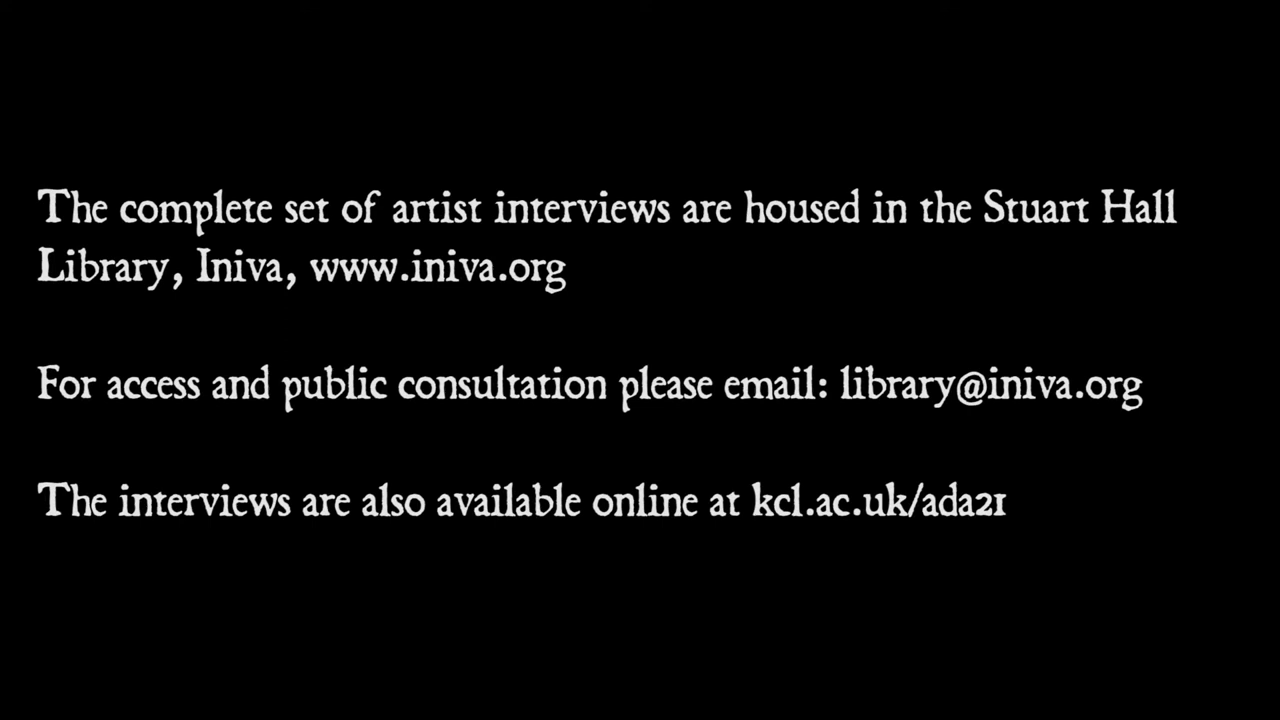 The complete set of artist interviews are housed in the Stuart Hall
Library, Iniva, www.iniva.org
For access and public consultation please email: library@iniva.org
The interviews are also available online at kcl.ac.uk/ada21